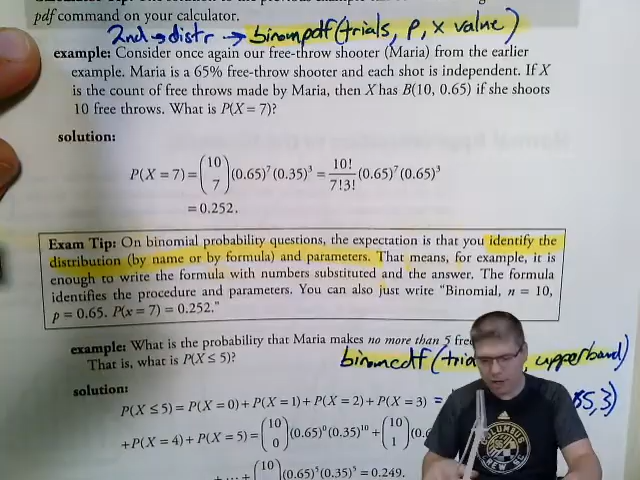 pdf command on your calculator.
2nd → distr → binompdf(trials, p, x value)
example: Consider once again our free-throw shooter (Maria) from the earlier
example. Maria is a 65% free-throw shooter and each shot is independent. If X
is the count of free throws made by Maria, then X has B(10, 0.65) if she shoots
10 free throws. What is P(X = 7)?
solution:
P(X = 7) = (10 7) (0.65)^7 (0.35)^3 = 10!/7!3! (0.65)^7 (0.65)^3
= 0.252.
Exam Tip: On binomial probability questions, the expectation is that you identify the
distribution (by name or by formula) and parameters. That means, for example, it is
enough to write the formula with numbers substituted and the answer. The formula
identifies the procedure and parameters. You can also just write “Binomial, n = 10,
p = 0.65. P(x = 7) = 0.252.”
example: What is the probability that Maria makes no more than 5 free
That is, what is P(X ≤ 5)?
binomcdf(tria upperbound)
solution:
P(X ≤ 5) = P(X = 0) + P(X = 1) + P(X = 2) + P(X = 3) =
+ P(X = 4) + P(X = 5) = (10 0) (0.65)^0 (0.35)^10 + (10 1)
+ ... + (10 (0.65)^5 (0.35)^5 = 0.249.
COLUMBUS
CREW SC